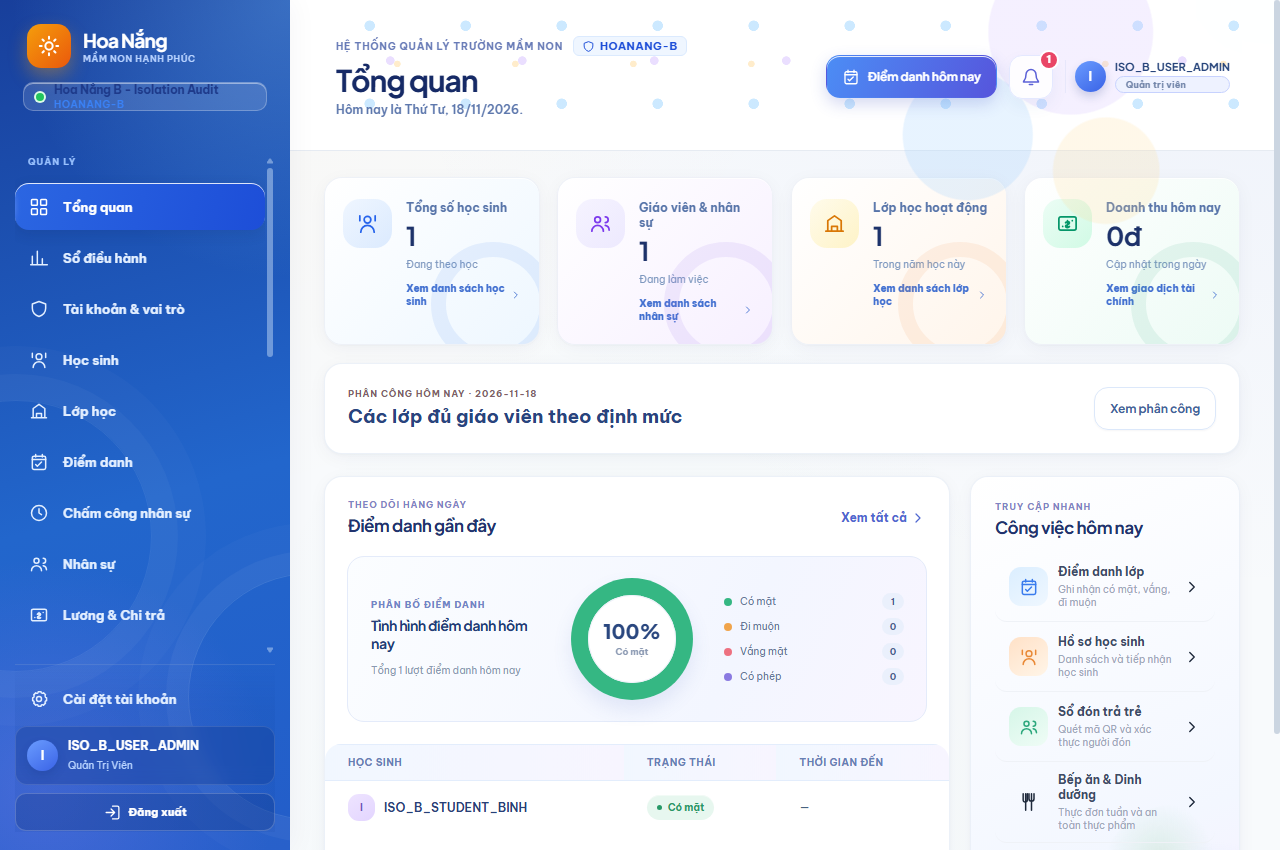 Hoa Nắng
MẦM NON HẠNH PHÚC
Hoa Nắng B - Isolation Audit
HOANANG-B
QUẢN LÝ
Tổng quan
Sổ điều hành
Tài khoản & vai trò
Học sinh
Lớp học
Điểm danh
Chấm công nhân sự
Nhân sự
Lương & Chi trả
Cài đặt tài khoản
I
ISO_B_USER_ADMIN
Quản Trị Viên
Đăng xuất
HỆ THỐNG QUẢN LÝ TRƯỜNG MẦM NON
HOANANG-B
Tổng quan
Hôm nay là Thứ Tư, 18/11/2026.
Điểm danh hôm nay
1
I
ISO_B_USER_ADMIN
Quản trị viên
Tổng số học sinh
1
Đang theo học
Xem danh sách học
sinh
Giáo viên & nhân
sự
1
Đang làm việc
Xem danh sách
nhân sự
Lớp học hoạt động
1
Trong năm học này
Xem danh sách lớp
học
Doanh thu hôm nay
0đ
Cập nhật trong ngày
Xem giao dịch tài
chính
PHÂN CÔNG HÔM NAY · 2026-11-18
Các lớp đủ giáo viên theo định mức
Xem phân công
THEO DÕI HÀNG NGÀY
Điểm danh gần đây
Xem tất cả
PHÂN BỐ ĐIỂM DANH
Tình hình điểm danh hôm
nay
Tổng 1 lượt điểm danh hôm nay
100%
Có mặt
Có mặt 1
Đi muộn 0
Vắng mặt 0
Có phép 0
HỌC SINH TRẠNG THÁI THỜI GIAN ĐẾN
I ISO_B_STUDENT_BINH Có mặt —
TRUY CẬP NHANH
Công việc hôm nay
Điểm danh lớp
Ghi nhận có mặt, vắng,
đi muộn
Hồ sơ học sinh
Danh sách và tiếp nhận
học sinh
Sổ đón trả trẻ
Quét mã QR và xác
thực người đón
Bếp ăn & Dinh
dưỡng
Thực đơn tuần và an
toàn thực phẩm